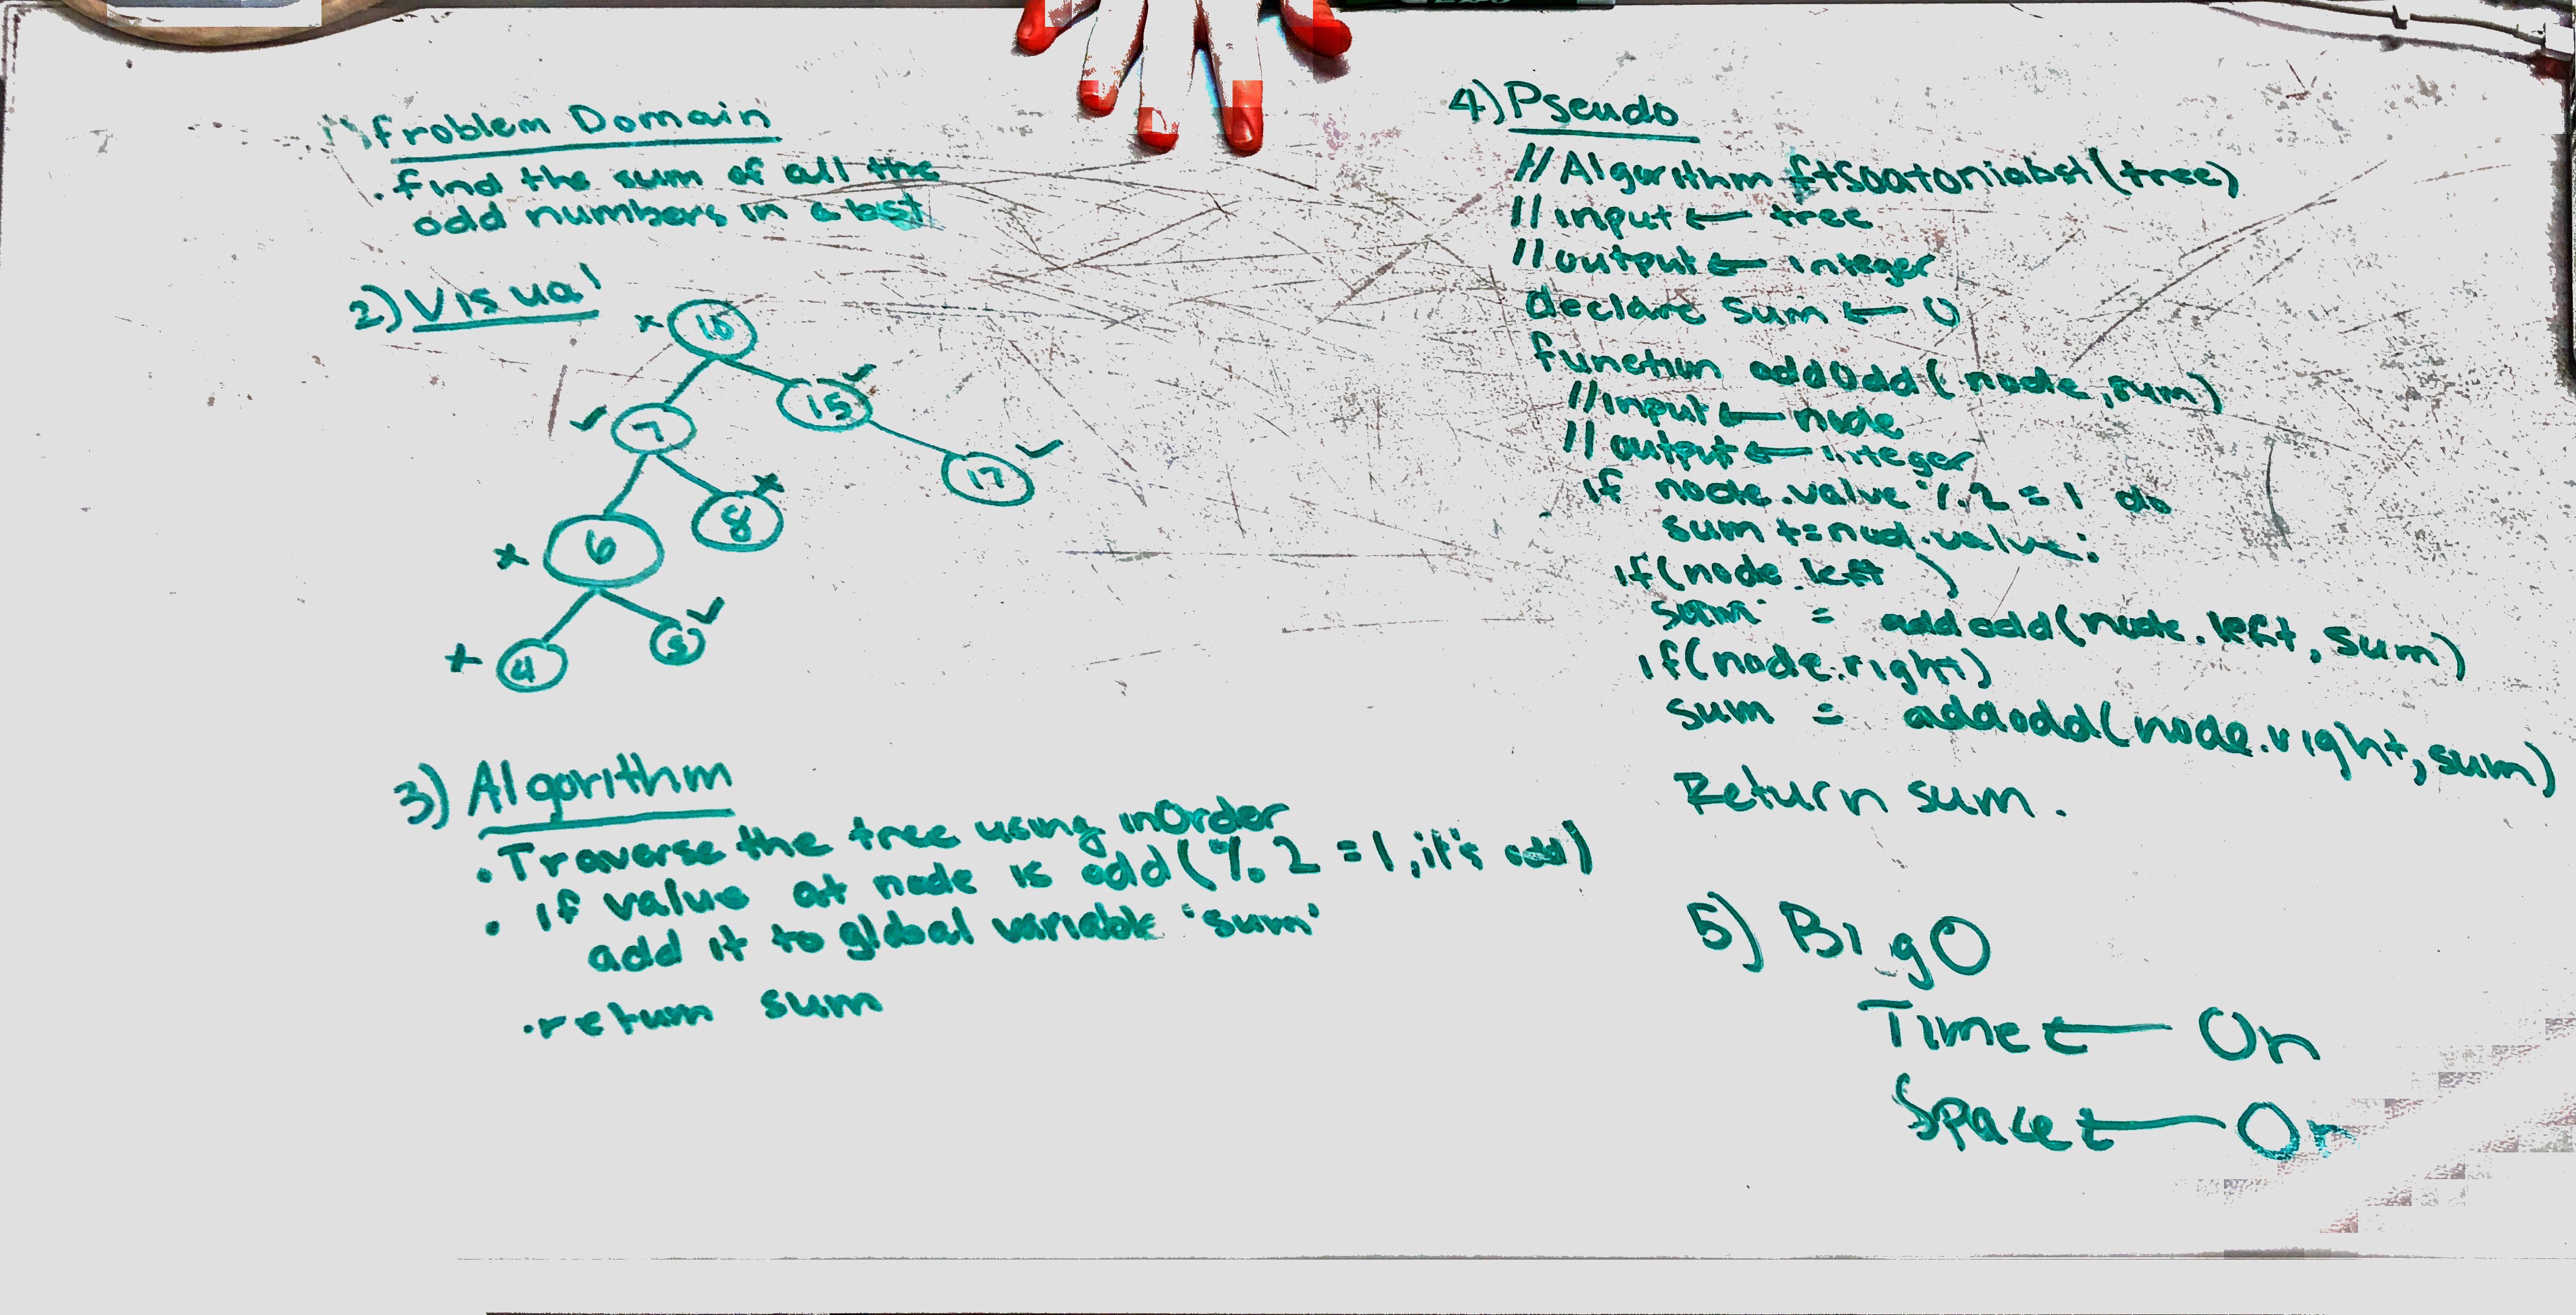 1) Problem Domain
. find the sum of all the
odd numbers in a bst
2) Visual
10
15
7
17
8
6
4
5
3) Algorithm
. Traverse the tree using inOrder
. if value at node is odd (% 2 = 1, it's odd)
add it to global variable 'sum'
. return sum
4) Pseudo
// Algorithm ftsoatoniabst (tree)
// input ← tree
// output ← integer
declare sum ← 0
function addOdd ( node, sum)
// input ← node
// output ← integer
if node.value % 2 = 1 do
sum += nod.value;
if (node.left )
sum = addodd(node.left, sum)
if(node.right)
sum = addodd(node.right, sum)
Return sum.
5) Big O
Time ← On
Space ← On